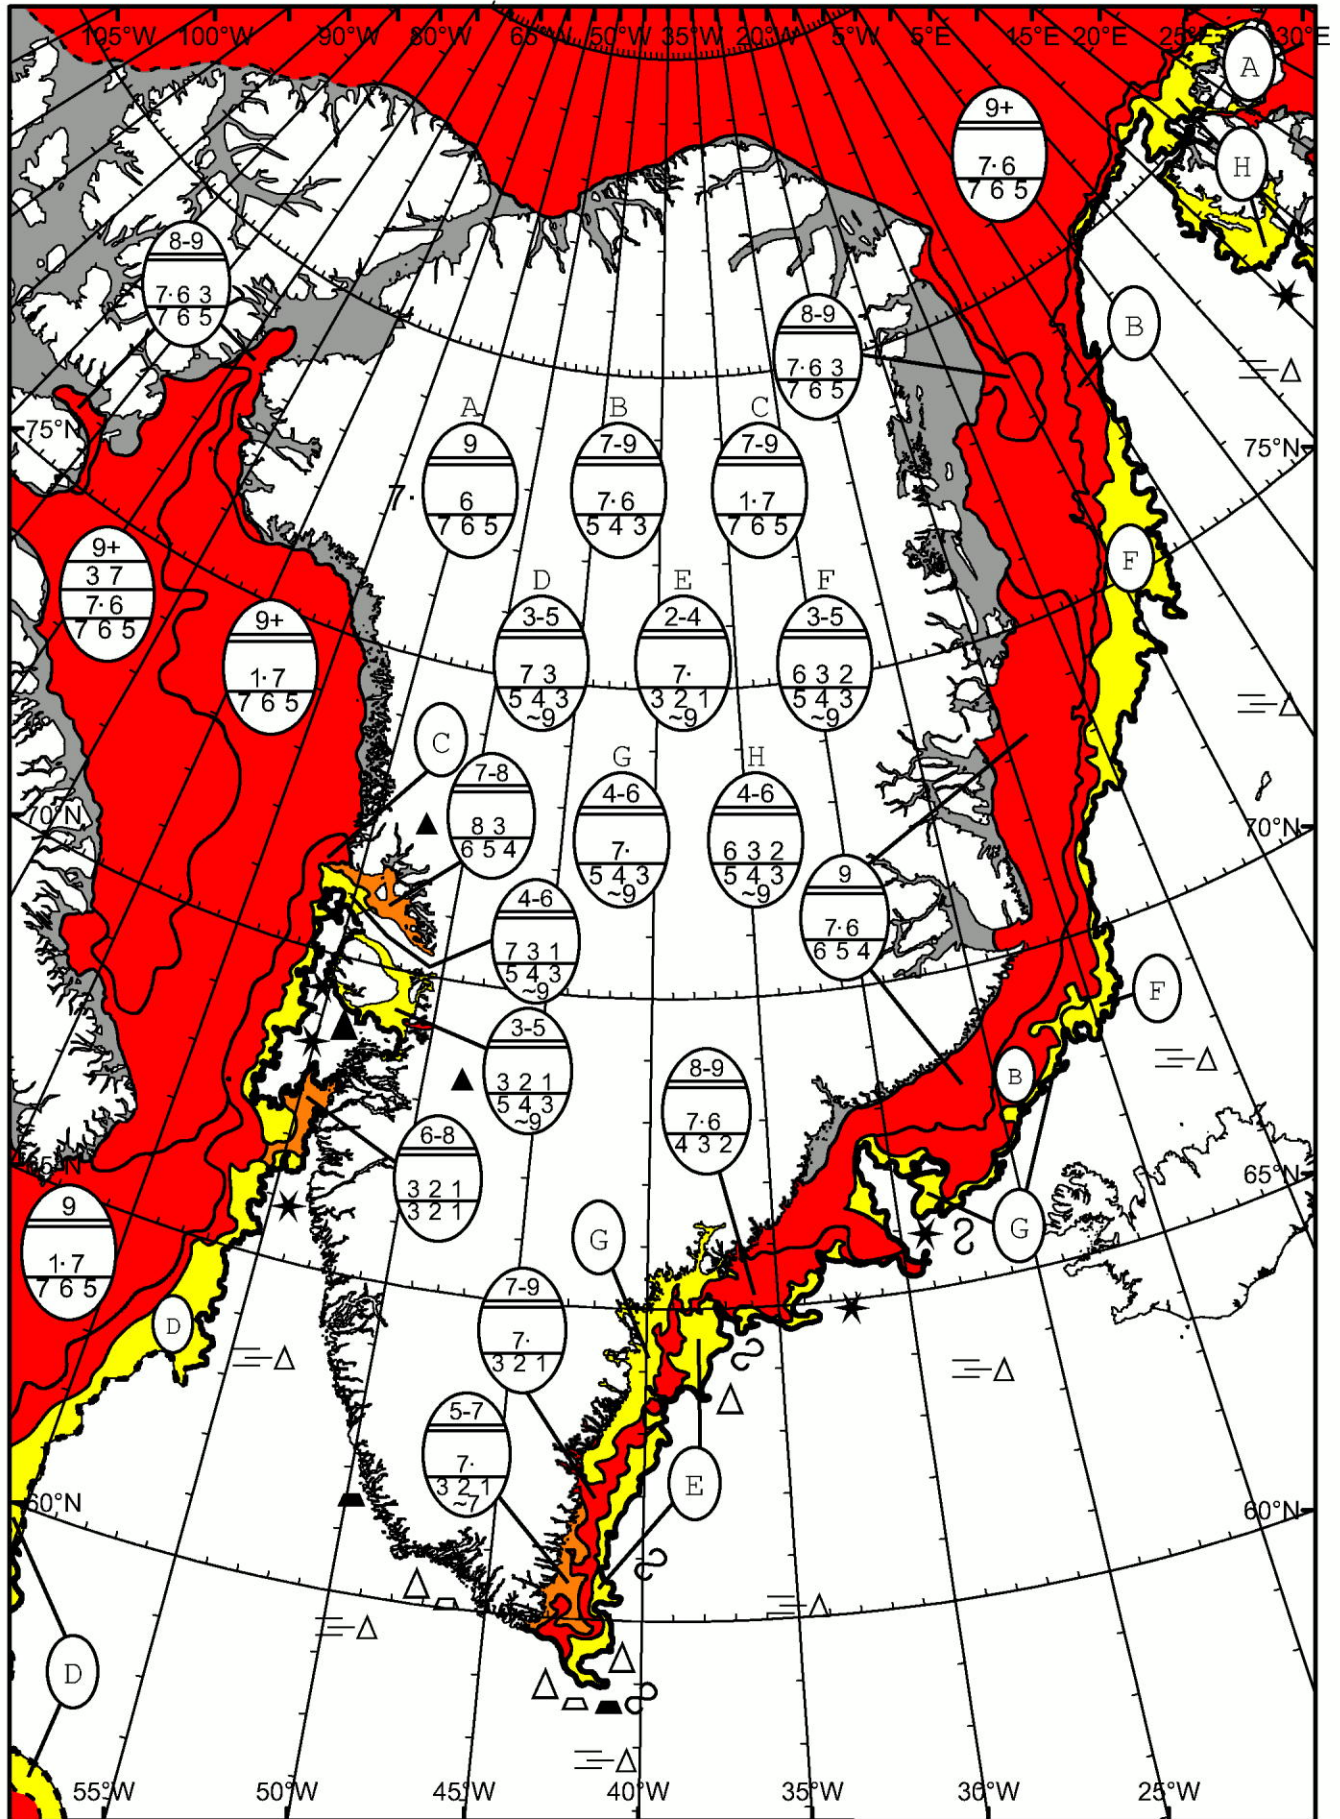 105°W 100°W 90°W 80°W 65°W 50°W 35°W 20°W 5°W 5°E 15°E 20°E 25°E 30°E
A
9+
7· 6
7 6 5
H
8-9
7·6 3
7 6 5
B
8-9
7·6 3
7 6 5
75°N
75°N
A B C
9
7·
6
7 6 5
7-9
7·6
5 4 3
7-9
1·7
7 6 5
9+
3 7
7·6
7 6 5
9+
1·7
7 6 5
F
D E F
3-5
7 3
5 4 3
~9
2-4
7·
3 2 1
~9
3-5
6 3 2
5 4 3
~9
C
G H
7-8
8 3
6 5 4
4-6
7·
5 4 3
~9
4-6
6 3 2
5 4 3
~9
70°N
70°N
4-6
7 3 1
5 4 3
~9
9
7·6
6 5 4
F
3-5
3 2 1
5 4 3
~9
8-9
7·6
4 3 2
B
6-8
3 2 1
3 2 1
65°N
65°N
9
1·7
7 6 5
G
G
D
7-9
7·
3 2 1
5-7
7·
3 2 1
~7
E
60°N
60°N
D
55°W 50°W 45°W 40°W 35°W 30°W 25°W